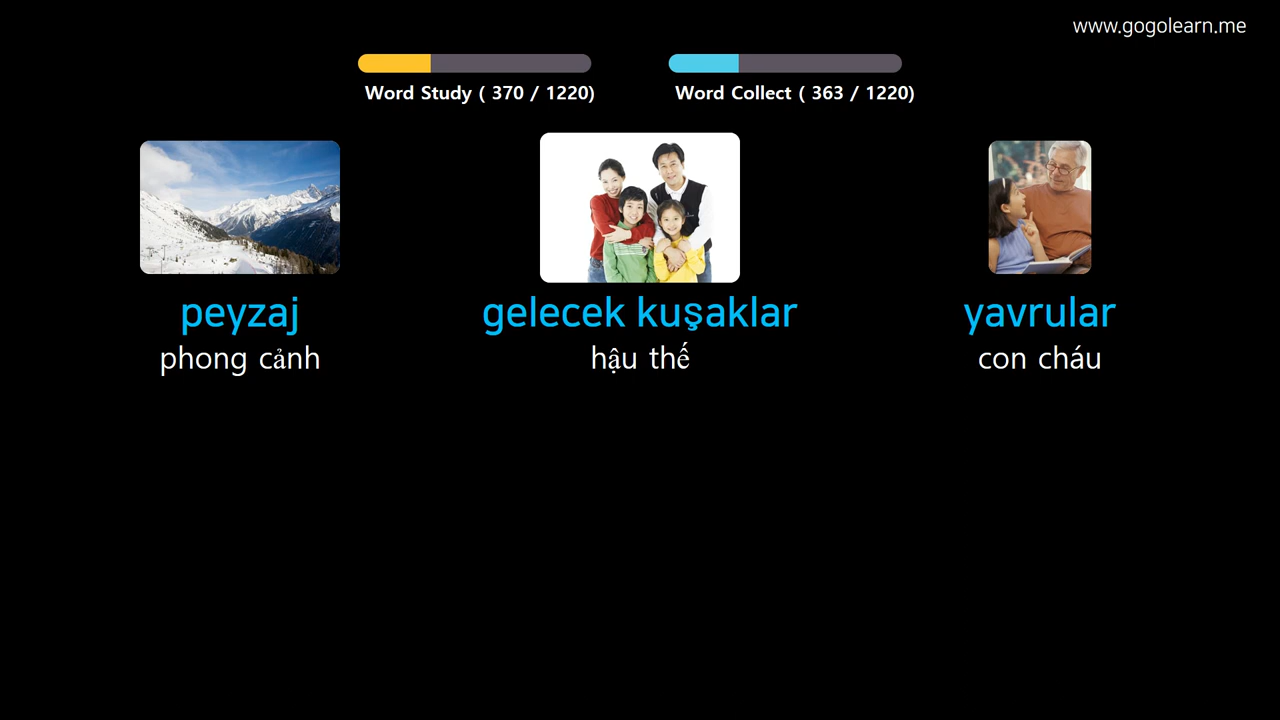 www.gogolearn.me
Word Study ( 370 / 1220)
Word Collect ( 363 / 1220)
peyzaj
phong cảnh
gelecek kuşaklar
hậu thế
yavrular
con cháu